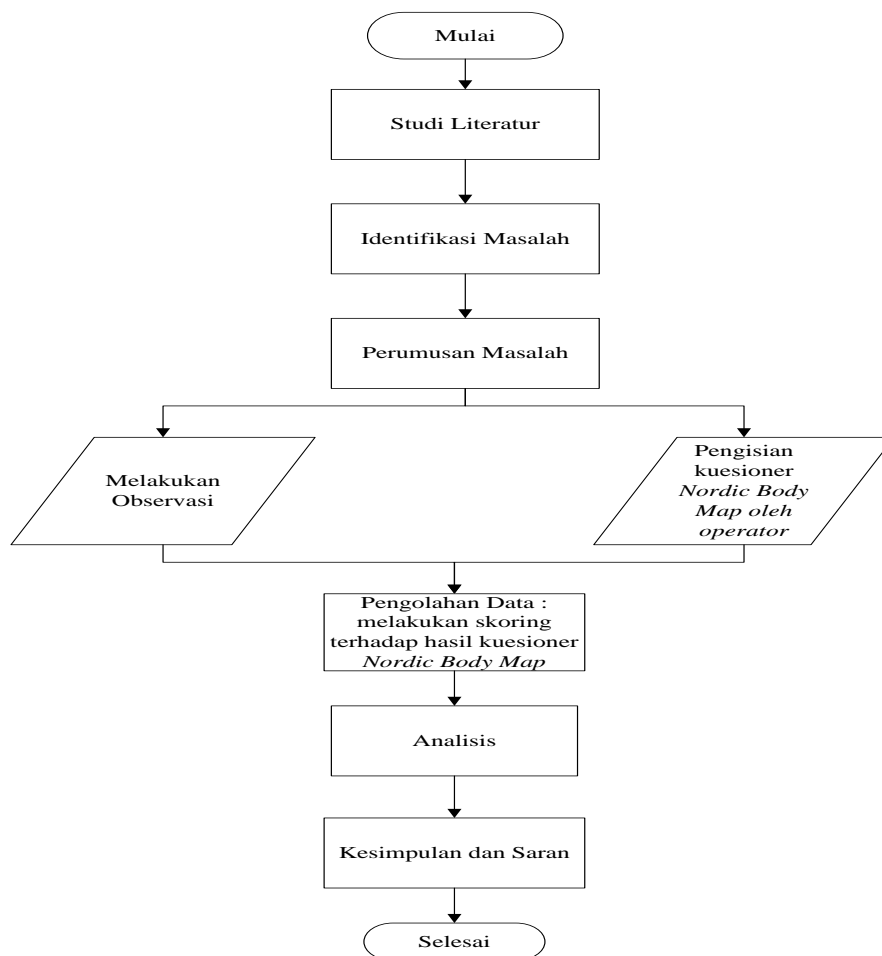 Mulai
Studi Literatur
Identifikasi Masalah
Perumusan Masalah
Melakukan
Observasi
Pengisian
kuesioner
Nordic Body
Map oleh
operator
Pengolahan Data :
melakukan skoring
terhadap hasil kuesioner
Nordic Body Map
Analisis
Kesimpulan dan Saran
Selesai